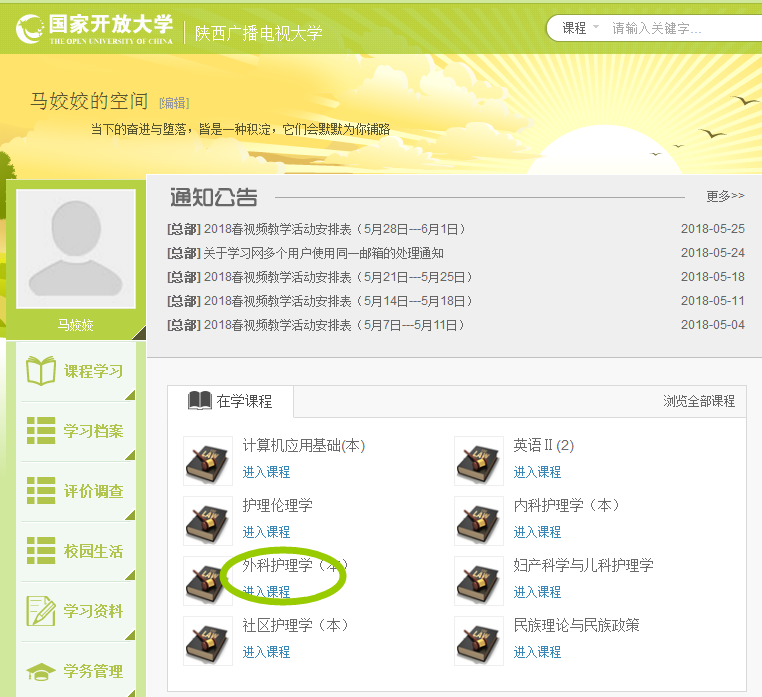 国家开放大学
THE OPEN UNIVERSITY OF CHINA
陕西广播电视大学
课程 请输入关键字...
马姣姣的空间 [编辑]
当下的奋进与堕落，皆是一种积淀，它们会默默为你铺路
通知公告 更多>>
[总部] 2018春视频教学活动安排表（5月28日---6月1日） 2018-05-25
[总部] 关于学习网多个用户使用同一邮箱的处理通知 2018-05-24
[总部] 2018春视频教学活动安排表（5月21日---5月25日） 2018-05-18
[总部] 2018春视频教学活动安排表（5月14日---5月18日） 2018-05-11
[总部] 2018春视频教学活动安排表（5月7日---5月11日） 2018-05-04
马姣姣
课程学习
学习档案
评价调查
校园生活
学习资料
学务管理
在学课程 浏览全部课程
LAW 计算机应用基础(本)
进入课程
LAW 英语Ⅱ(2)
进入课程
LAW 护理伦理学
进入课程
LAW 内科护理学（本）
进入课程
LAW 外科护理学（本）
进入课程
LAW 妇产科学与儿科护理学
进入课程
LAW 社区护理学（本）
进入课程
LAW 民族理论与民族政策
进入课程